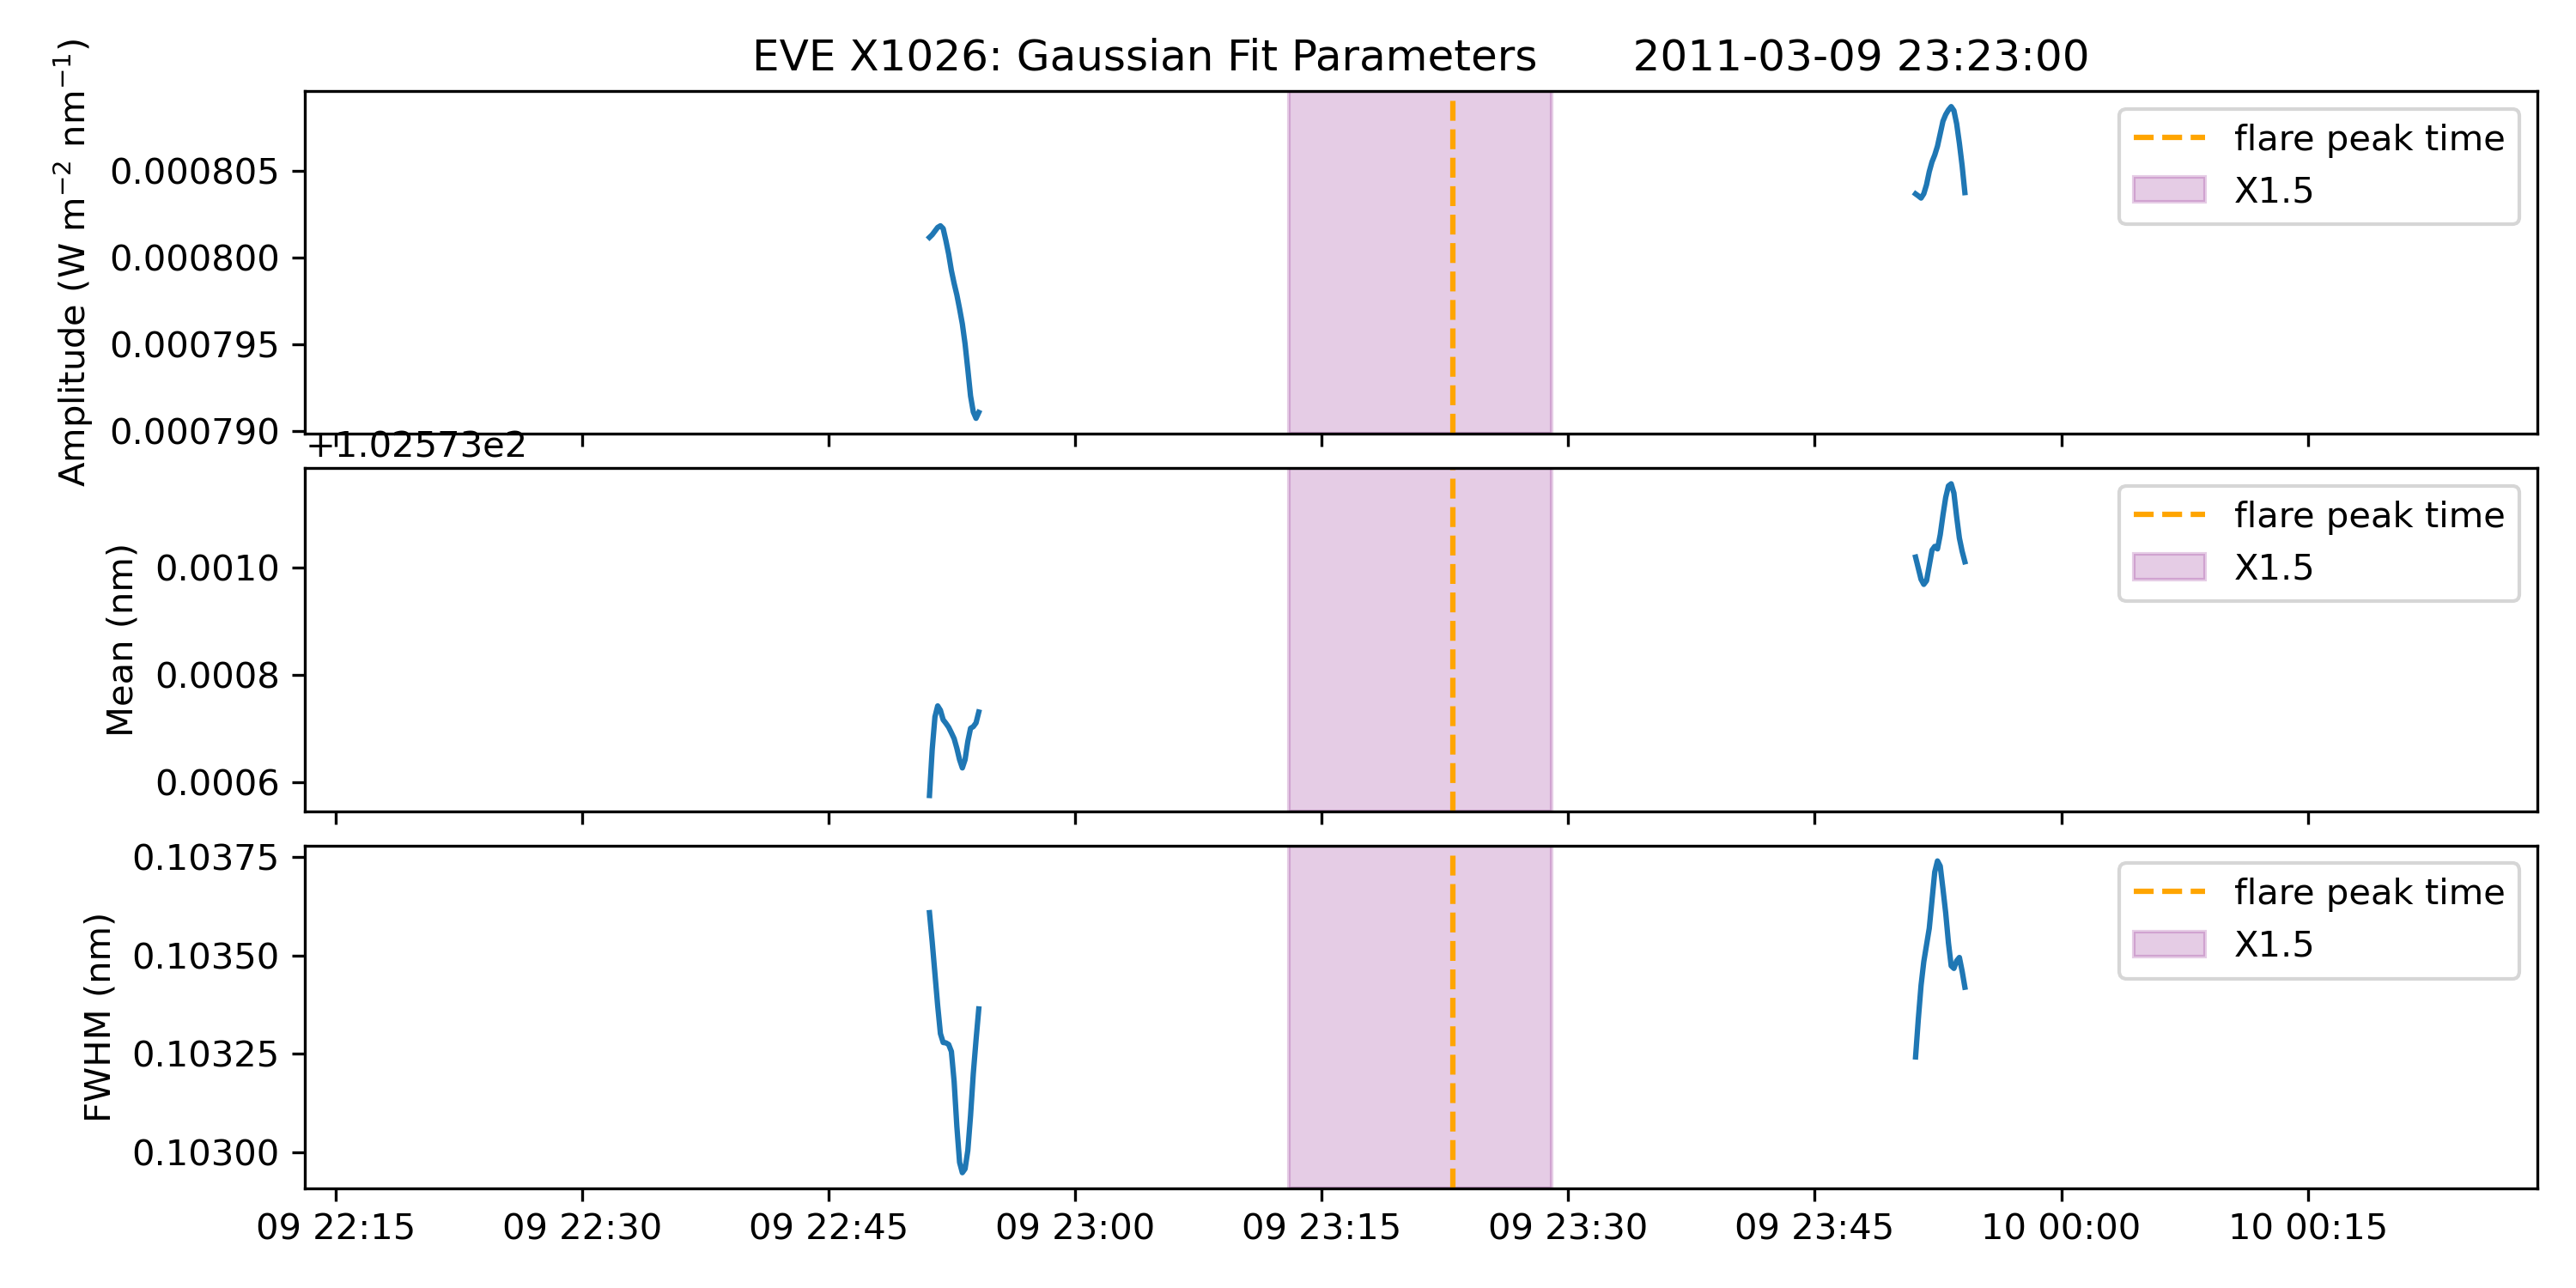 EVE X1026: Gaussian Fit Parameters 2011-03-09 23:23:00
Amplitude (W m⁻² nm⁻¹)
0.000805
0.000800
0.000795
0.000790
flare peak time
X1.5
+1.02573e2
Mean (nm)
0.0010
0.0008
0.0006
flare peak time
X1.5
FWHM (nm)
0.10375
0.10350
0.10325
0.10300
flare peak time
X1.5
09 22:15 09 22:30 09 22:45 09 23:00 09 23:15 09 23:30 09 23:45 10 00:00 10 00:15